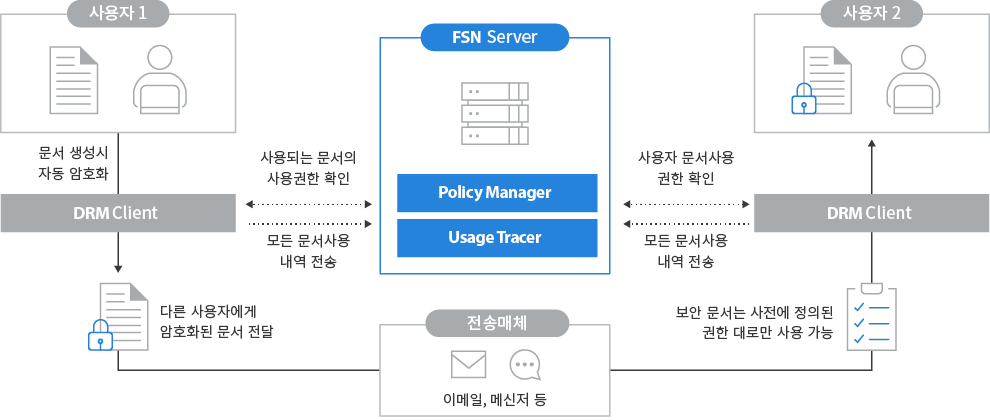 사용자 1
FSN Server
사용자 2
문서 생성시
자동 암호화
사용되는 문서의
사용권한 확인
사용자 문서사용
권한 확인
Policy Manager
DRM Client
DRM Client
Usage Tracer
모든 문서사용
내역 전송
모든 문서사용
내역 전송
다른 사용자에게
암호화된 문서 전달
전송매체
보안 문서는 사전에 정의된
권한 대로만 사용 가능
이메일, 메신저 등